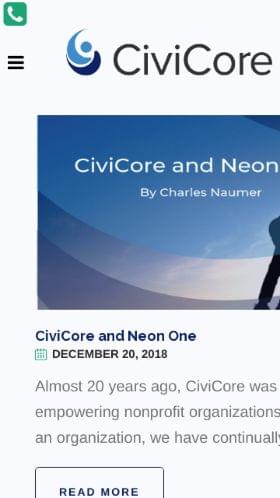 CiviCore
CiviCore and Neon
By Charles Naumer
CiviCore and Neon One
DECEMBER 20, 2018
Almost 20 years ago, CiviCore was
empowering nonprofit organizations
an organization, we have continually
READ MORE